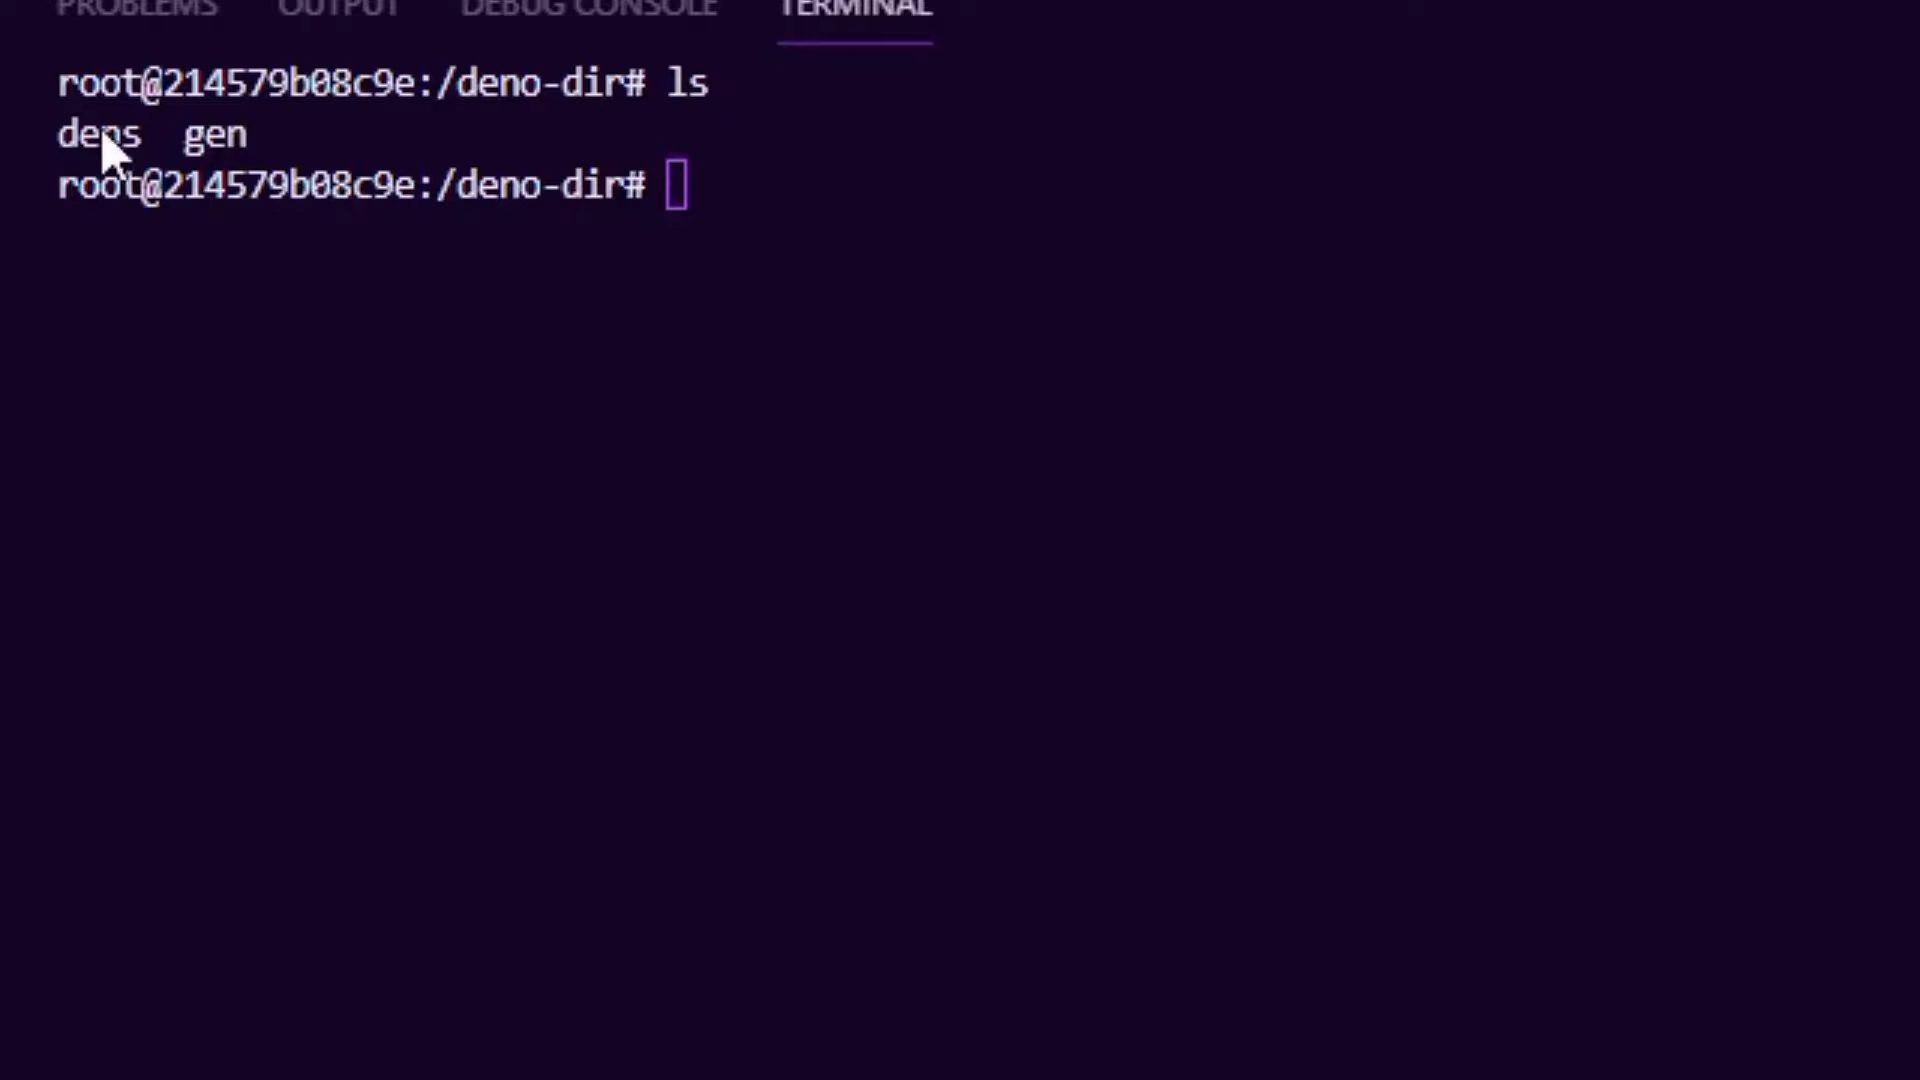 PROBLEMS OUTPUT DEBUG CONSOLE TERMINAL
root@214579b08c9e:/deno-dir# ls
deps gen
root@214579b08c9e:/deno-dir#